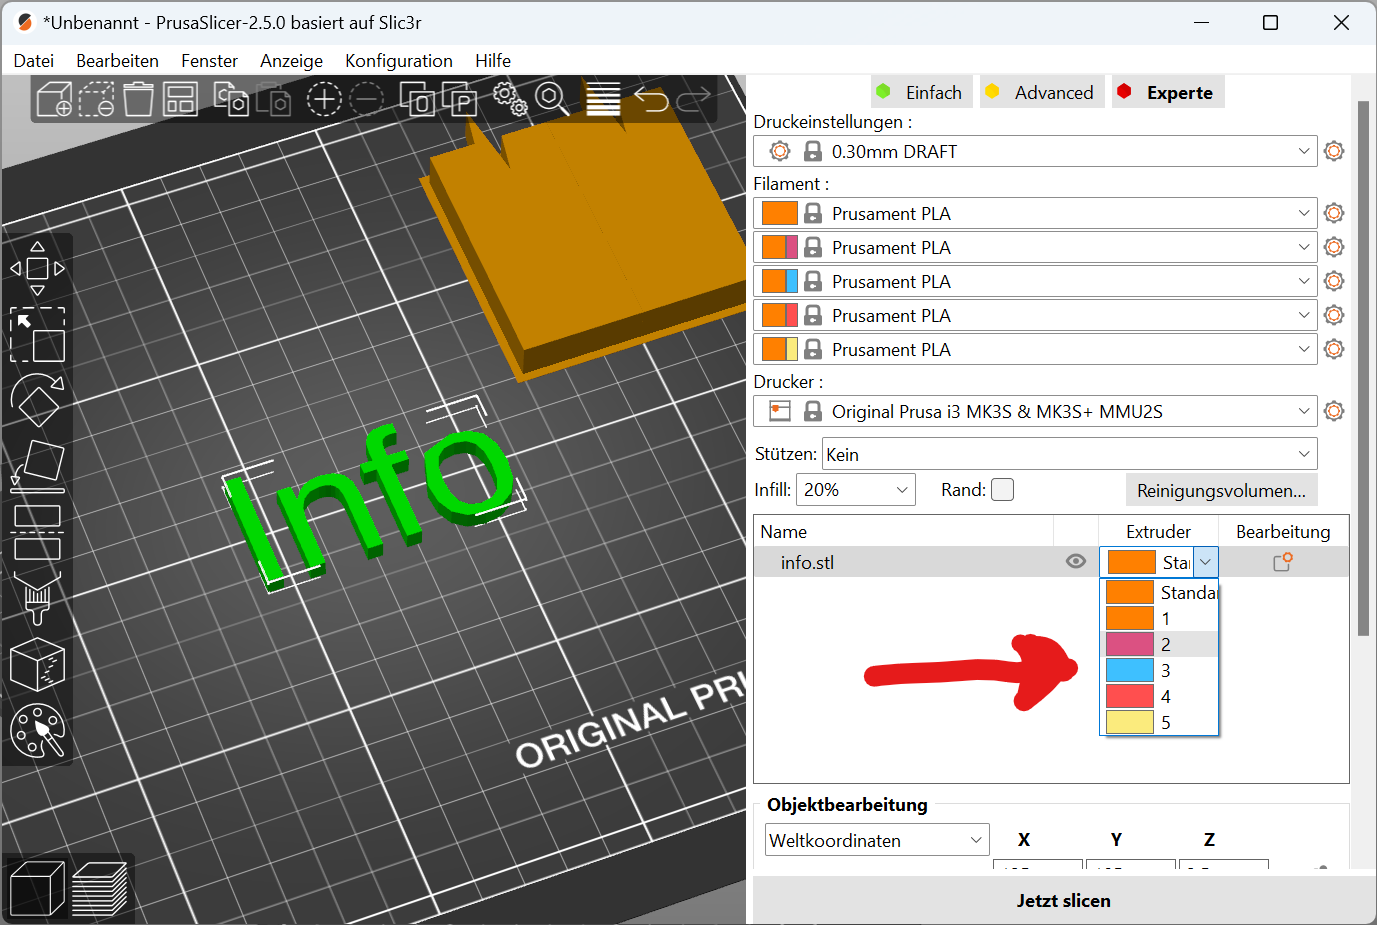 *Unbenannt - PrusaSlicer-2.5.0 basiert auf Slic3r
Datei Bearbeiten Fenster Anzeige Konfiguration Hilfe
Einfach Advanced Experte
Druckeinstellungen :
0.30mm DRAFT
Filament :
Prusament PLA
Prusament PLA
Prusament PLA
Prusament PLA
Prusament PLA
Drucker :
Original Prusa i3 MK3S & MK3S+ MMU2S
Stützen: Kein
Infill: 20% Rand: Reinigungsvolumen...
Name Extruder Bearbeitung
info.stl Sta
Standa
1
2
3
4
5
Info
ORIGINAL PRU
Objektbearbeitung
Weltkoordinaten X Y Z
Jetzt slicen